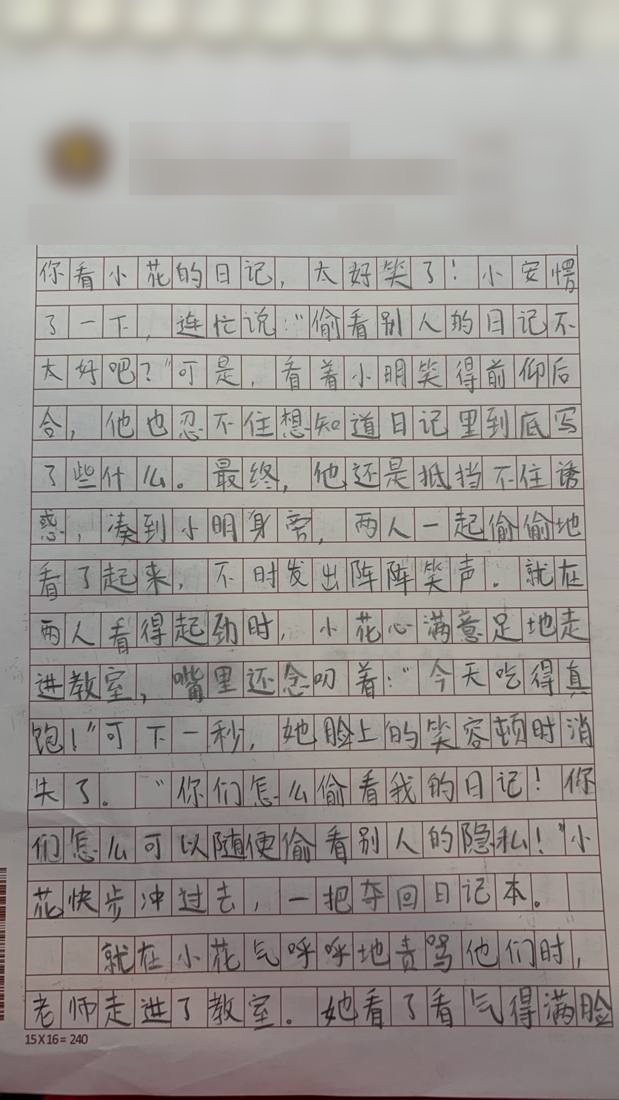 你看小花的日记，太好笑了！小安愣
了一下，连忙说：“偷看别人的日记不
太好吧？”可是，看着小明笑得前仰后
合，他也忍不住想知道日记里到底写
了些什么。最终，他还是抵挡不住诱
惑，凑到小明身旁，两人一起偷偷地
看了起来，不时发出阵阵笑声。就在
两人看得起劲时，小花心满意足地走
进教室，嘴里还念叨着：“今天吃得真
饱！”可下一秒，她脸上的笑容顿时消
失了。“你们怎么偷看我的日记！你
们怎么可以随便偷看别人的隐私！”小
花快步冲过去，一把夺回日记本。
就在小花气呼呼地责骂他们时，
老师走进了教室。她看了看气得满脸
15X16=240